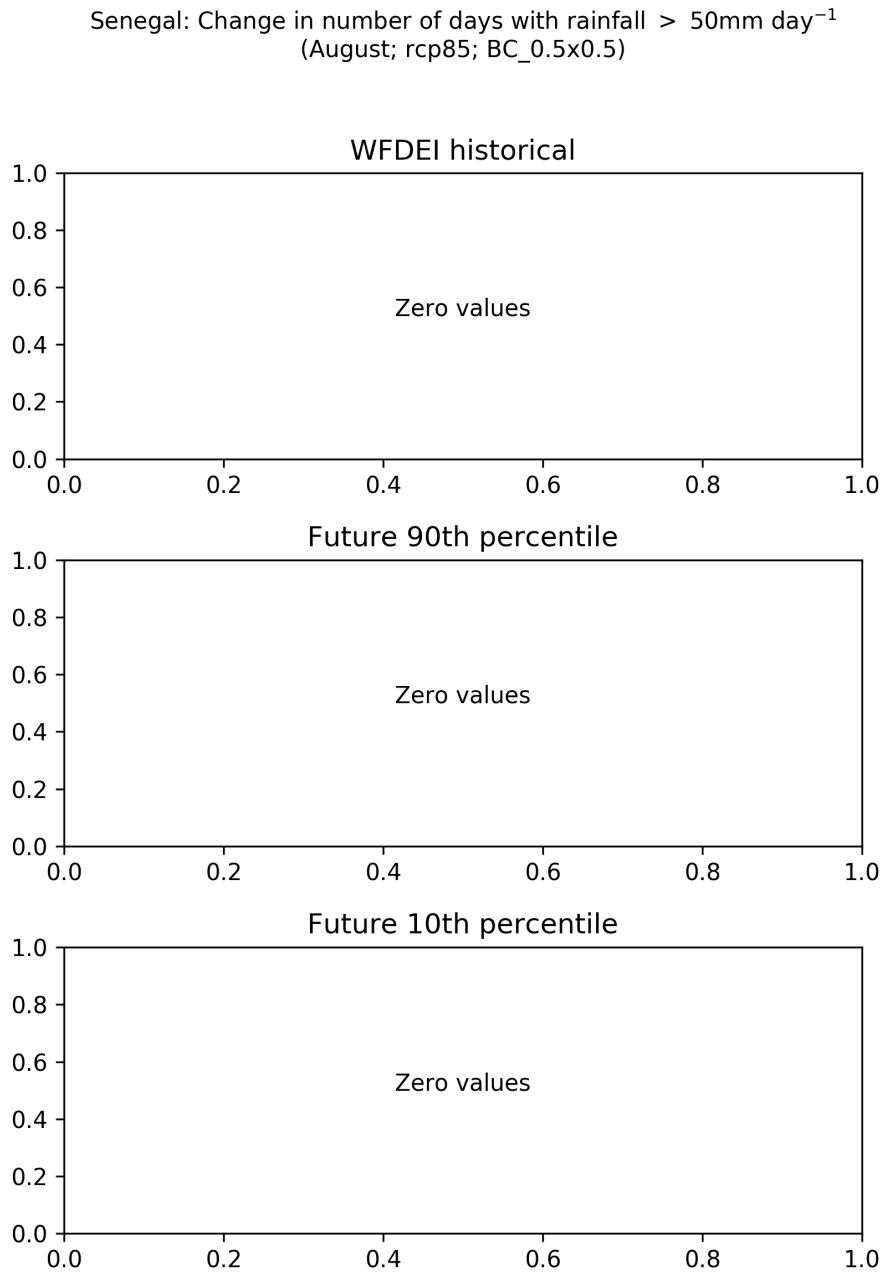 Senegal: Change in number of days with rainfall > 50mm day⁻¹
(August; rcp85; BC_0.5x0.5)
WFDEI historical
1.0
0.8
0.6
0.4
0.2
0.0
Zero values
0.0 0.2 0.4 0.6 0.8 1.0
Future 90th percentile
1.0
0.8
0.6
0.4
0.2
0.0
Zero values
0.0 0.2 0.4 0.6 0.8 1.0
Future 10th percentile
1.0
0.8
0.6
0.4
0.2
0.0
Zero values
0.0 0.2 0.4 0.6 0.8 1.0